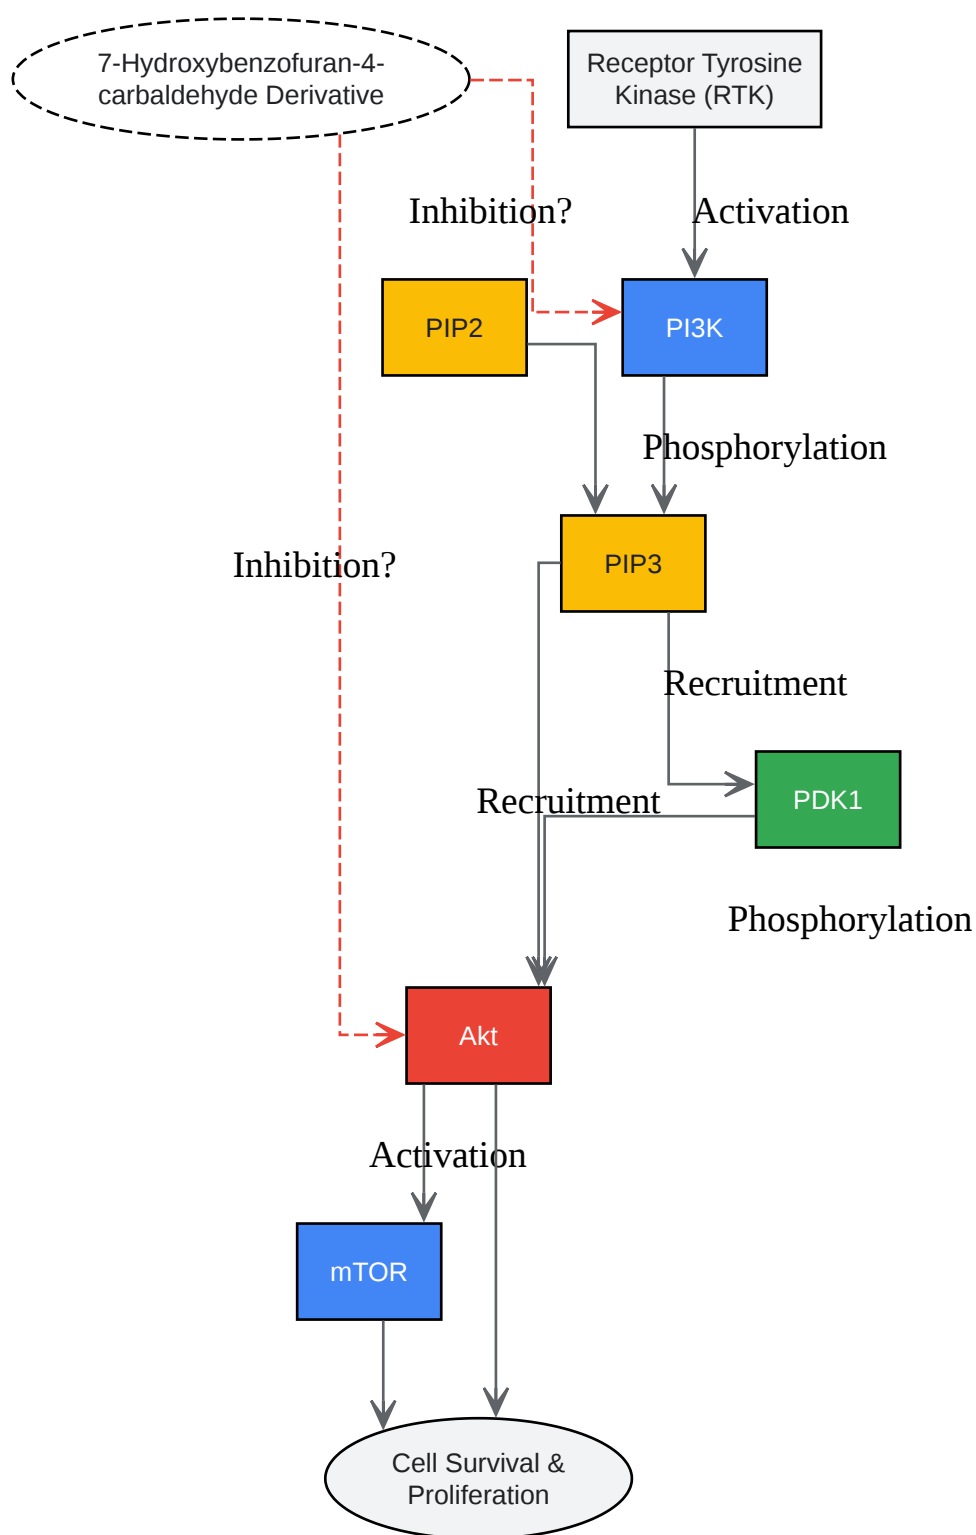 7-Hydroxybenzofuran-4-
carbaldehyde Derivative
Receptor Tyrosine
Kinase (RTK)
Inhibition?
Activation
PIP2
PI3K
Phosphorylation
PIP3
Inhibition?
Recruitment
Recruitment
PDK1
Phosphorylation
Akt
Activation
mTOR
Cell Survival &
Proliferation